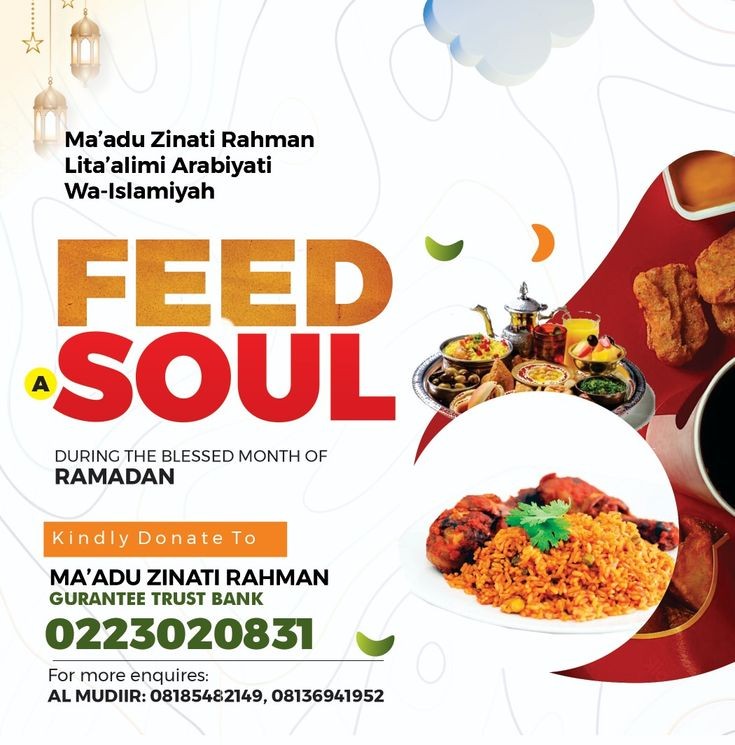 Ma'adu Zinati Rahman
Lita'alimi Arabiyati
Wa-Islamiyah
FEED
A SOUL
DURING THE BLESSED MONTH OF
RAMADAN
Kindly Donate To
MA'ADU ZINATI RAHMAN
GURANTEE TRUST BANK
0223020831
For more enquires:
AL MUDIIR: 08185482149, 08136941952